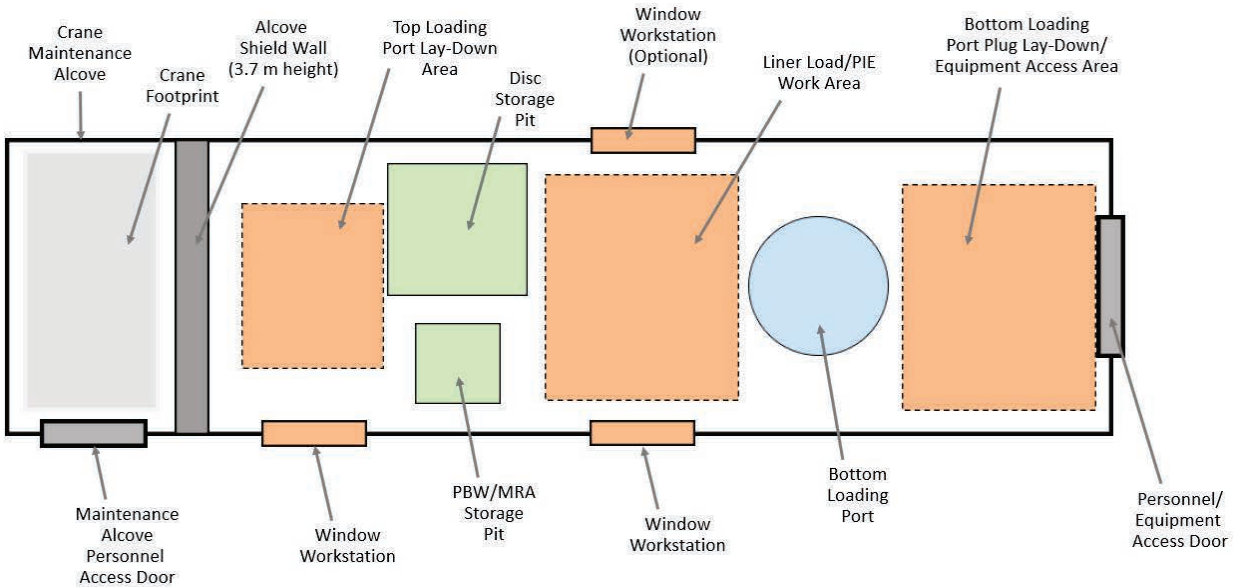 Crane
Maintenance
Alcove
Crane
Footprint
Alcove
Shield Wall
(3.7 m height)
Top Loading
Port Lay-Down
Area
Disc
Storage
Pit
Window
Workstation
(Optional)
Liner Load/PIE
Work Area
Bottom Loading
Port Plug Lay-Down/
Equipment Access Area
Maintenance
Alcove
Personnel
Access Door
Window
Workstation
PBW/MRA
Storage
Pit
Window
Workstation
Bottom
Loading
Port
Personnel/
Equipment
Access Door